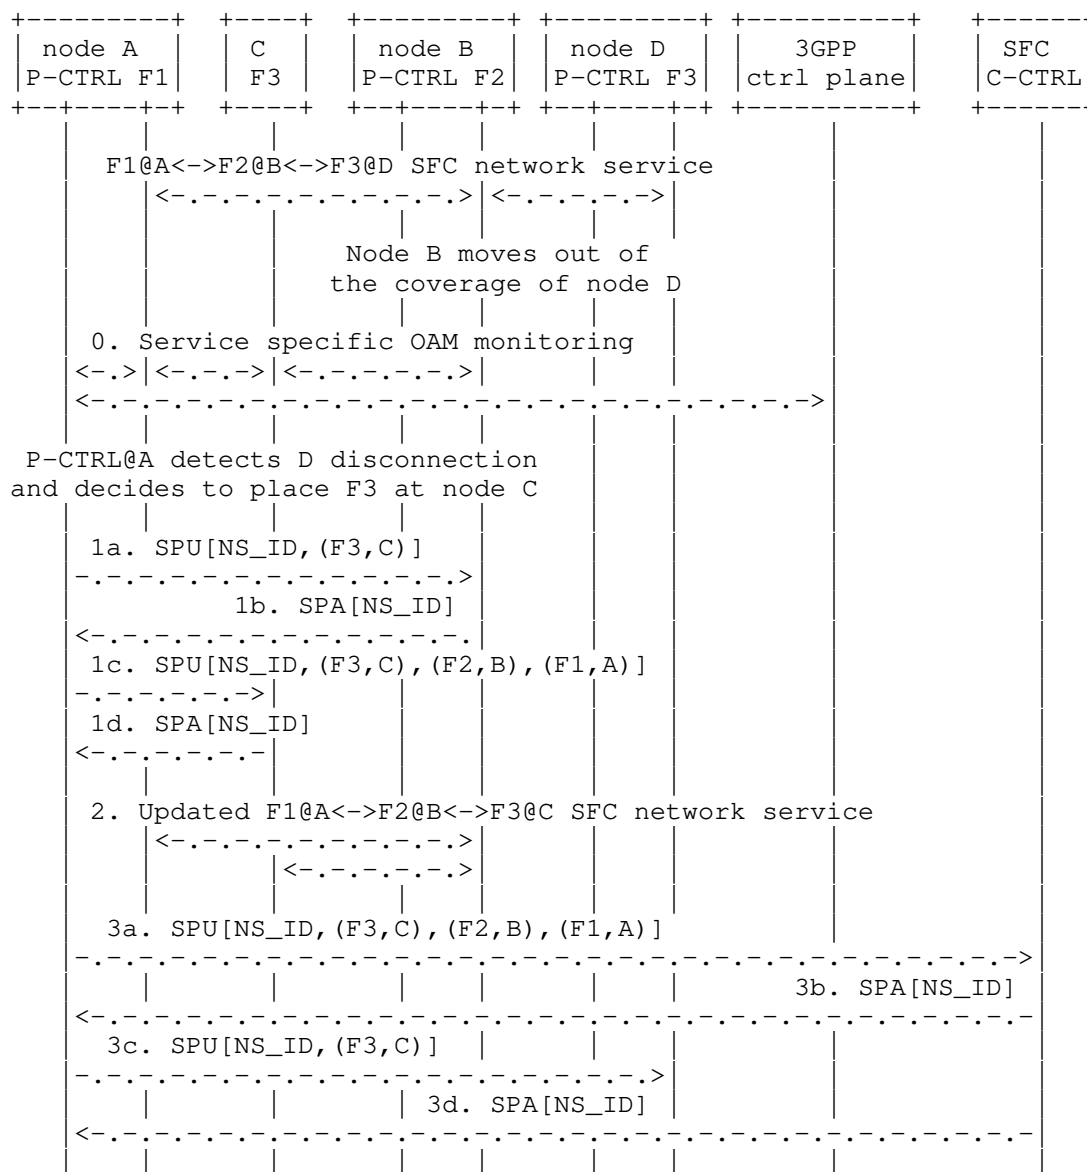 node A C node B node D 3GPP SFC
P-CTRL F1 F3 P-CTRL F2 P-CTRL F3 ctrl plane C-CTRL
F1@A<->F2@B<->F3@D SFC network service
Node B moves out of
the coverage of node D
0. Service specific OAM monitoring
P-CTRL@A detects D disconnection
and decides to place F3 at node C
1a. SPU[NS_ID,(F3,C)]
1b. SPA[NS_ID]
1c. SPU[NS_ID,(F3,C),(F2,B),(F1,A)]
1d. SPA[NS_ID]
2. Updated F1@A<->F2@B<->F3@C SFC network service
3a. SPU[NS_ID,(F3,C),(F2,B),(F1,A)]
3b. SPA[NS_ID]
3c. SPU[NS_ID,(F3,C)]
3d. SPA[NS_ID]